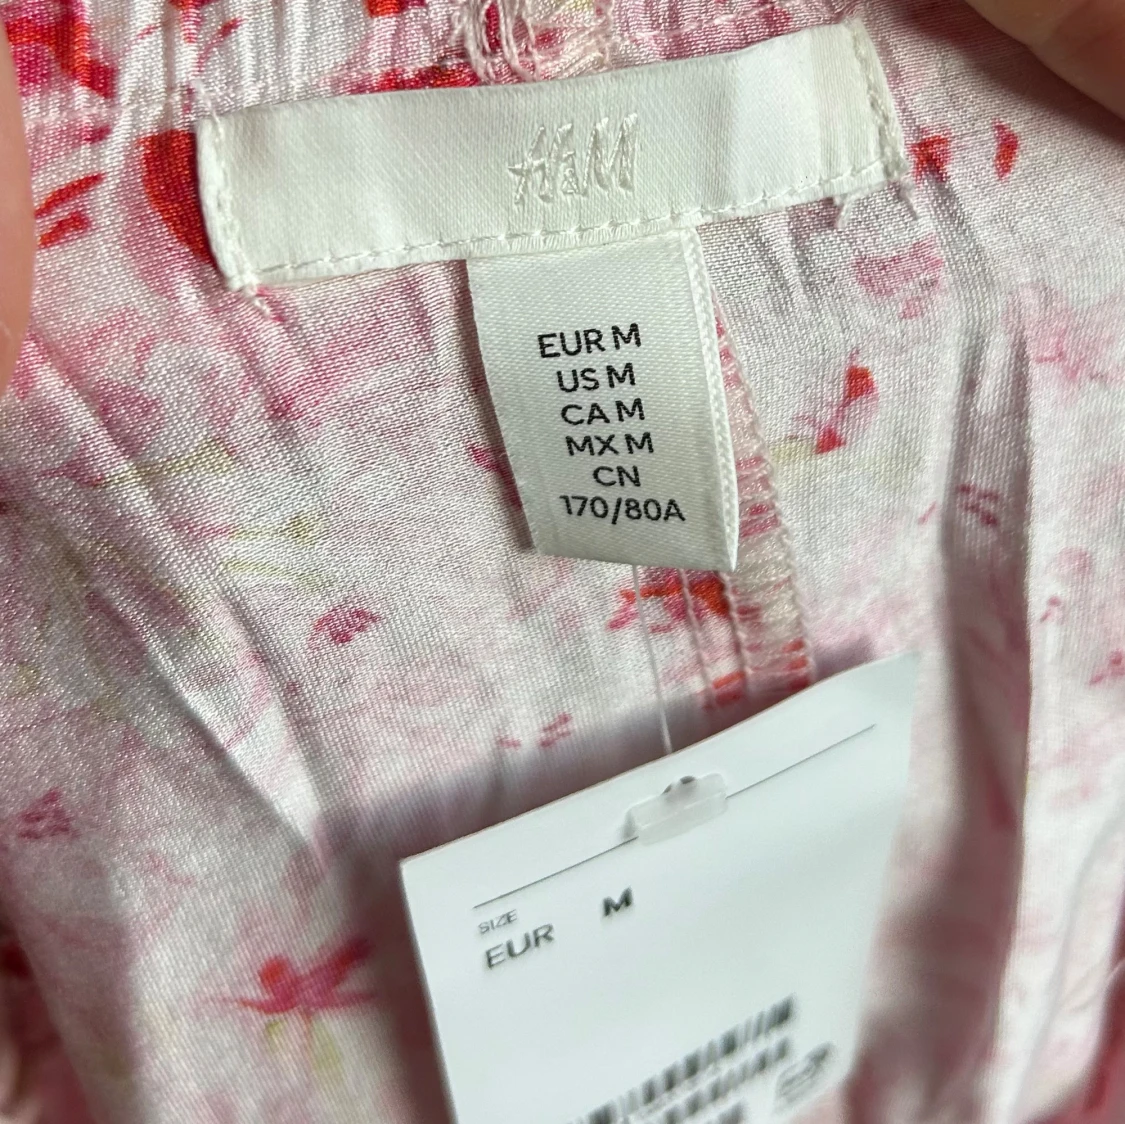 H&M
EUR M
US M
CA M
MX M
CN
170/80A
SIZE
EUR M